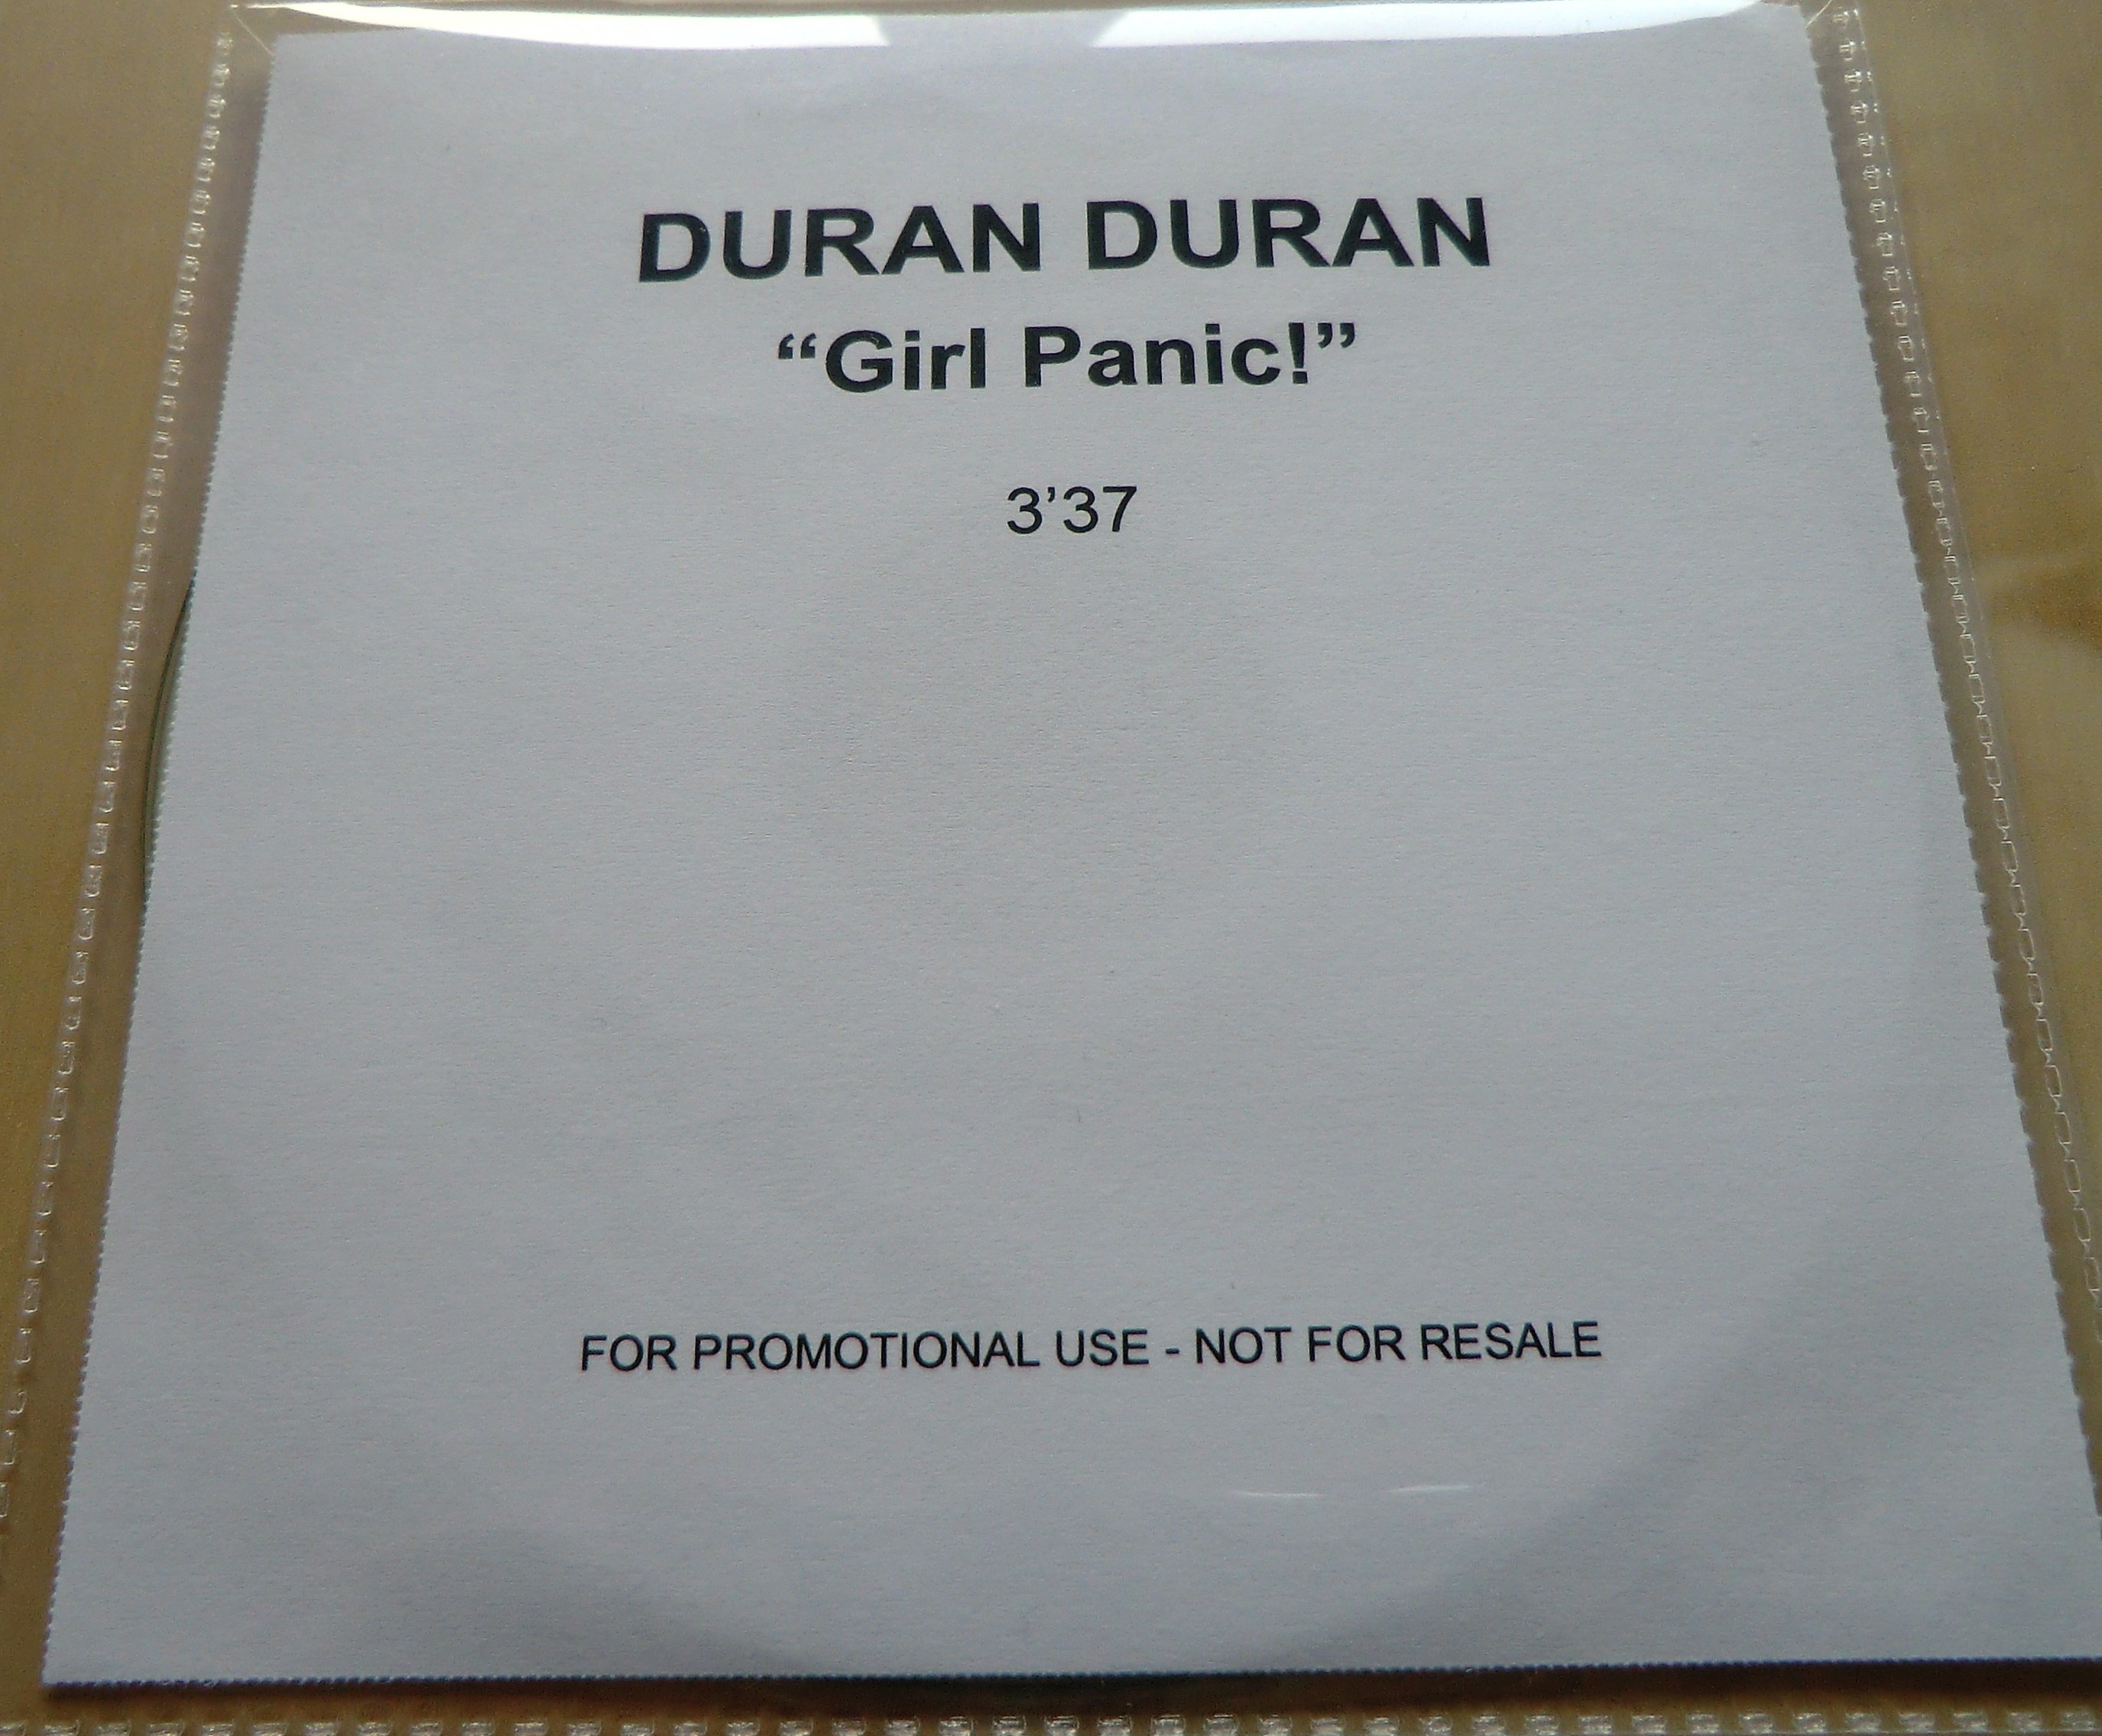 DURAN DURAN
“Girl Panic!”
3’37
FOR PROMOTIONAL USE - NOT FOR RESALE